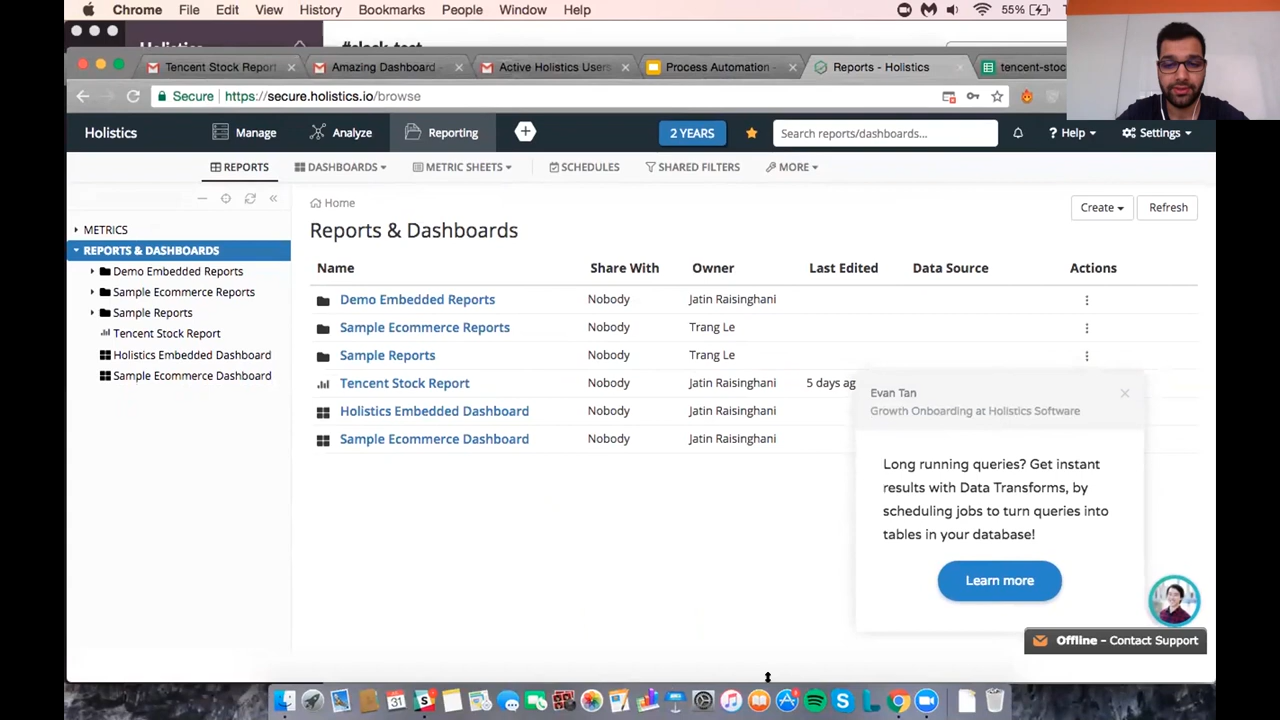 Chrome File Edit View History Bookmarks People Window Help 55%
#slack-test
Tencent Stock Report Amazing Dashboard - Active Holistics Users Process Automation - Reports - Holistics tencent-stoc
Secure https://secure.holistics.io/browse
Holistics Manage Analyze Reporting 2 YEARS Search reports/dashboards... Help Settings
REPORTS DASHBOARDS METRIC SHEETS SCHEDULES SHARED FILTERS MORE
METRICS
REPORTS & DASHBOARDS
Demo Embedded Reports
Sample Ecommerce Reports
Sample Reports
Tencent Stock Report
Holistics Embedded Dashboard
Sample Ecommerce Dashboard
Home
Create Refresh
Reports & Dashboards
Name Share With Owner Last Edited Data Source Actions
Demo Embedded Reports Nobody Jatin Raisinghani
Sample Ecommerce Reports Nobody Trang Le
Sample Reports Nobody Trang Le
Tencent Stock Report Nobody Jatin Raisinghani 5 days ag
Holistics Embedded Dashboard Nobody Jatin Raisinghani
Sample Ecommerce Dashboard Nobody Jatin Raisinghani
Evan Tan
Growth Onboarding at Holistics Software
Long running queries? Get instant
results with Data Transforms, by
scheduling jobs to turn queries into
tables in your database!
Learn more
Offline - Contact Support
31